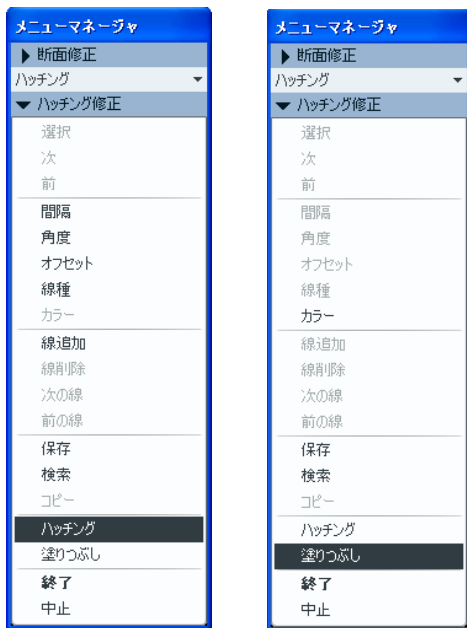 メニューマネージャ
断面修正
ハッチング
ハッチング修正
選択
次
前
間隔
角度
オフセット
線種
カラー
線追加
線削除
次の線
前の線
保存
検索
コピー
ハッチング
塗りつぶし
終了
中止
メニューマネージャ
断面修正
ハッチング
ハッチング修正
選択
次
前
間隔
角度
オフセット
線種
カラー
線追加
線削除
次の線
前の線
保存
検索
コピー
ハッチング
塗りつぶし
終了
中止